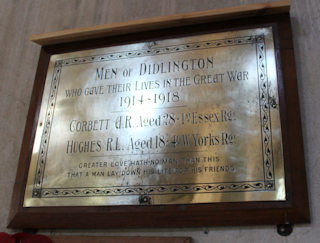 MEN OF DIDLINGTON
WHO GAVE THEIR LIVES IN THE GREAT WAR
1914-1918
CORBETT Aged 28 - 1st Essex Rgt
HUGHES R.L. Aged 18 W. Yorks Rgt
GREATER LOVE HATH NO MAN THAN THIS
THAT A MAN LAY DOWN HIS LIFE FOR HIS FRIENDS